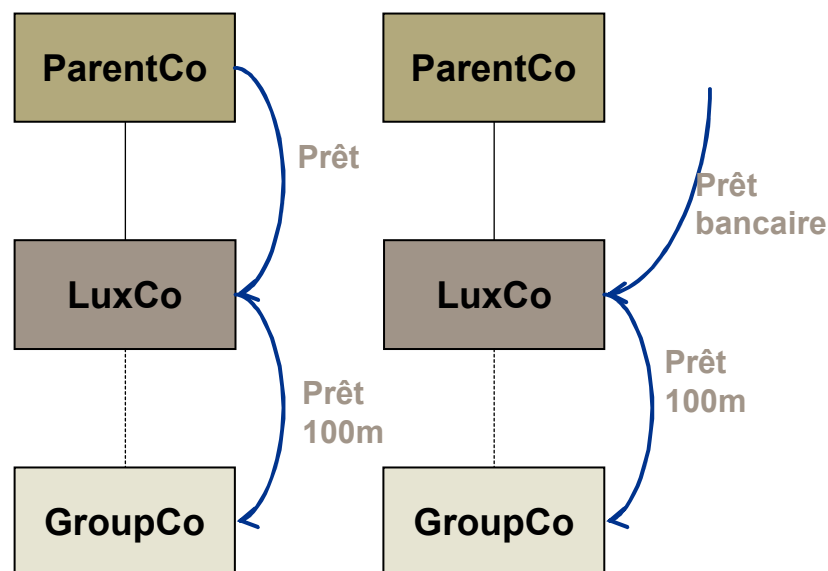 ParentCo
Prêt
LuxCo
Prêt
100m
GroupCo
ParentCo
Prêt
bancaire
LuxCo
Prêt
100m
GroupCo